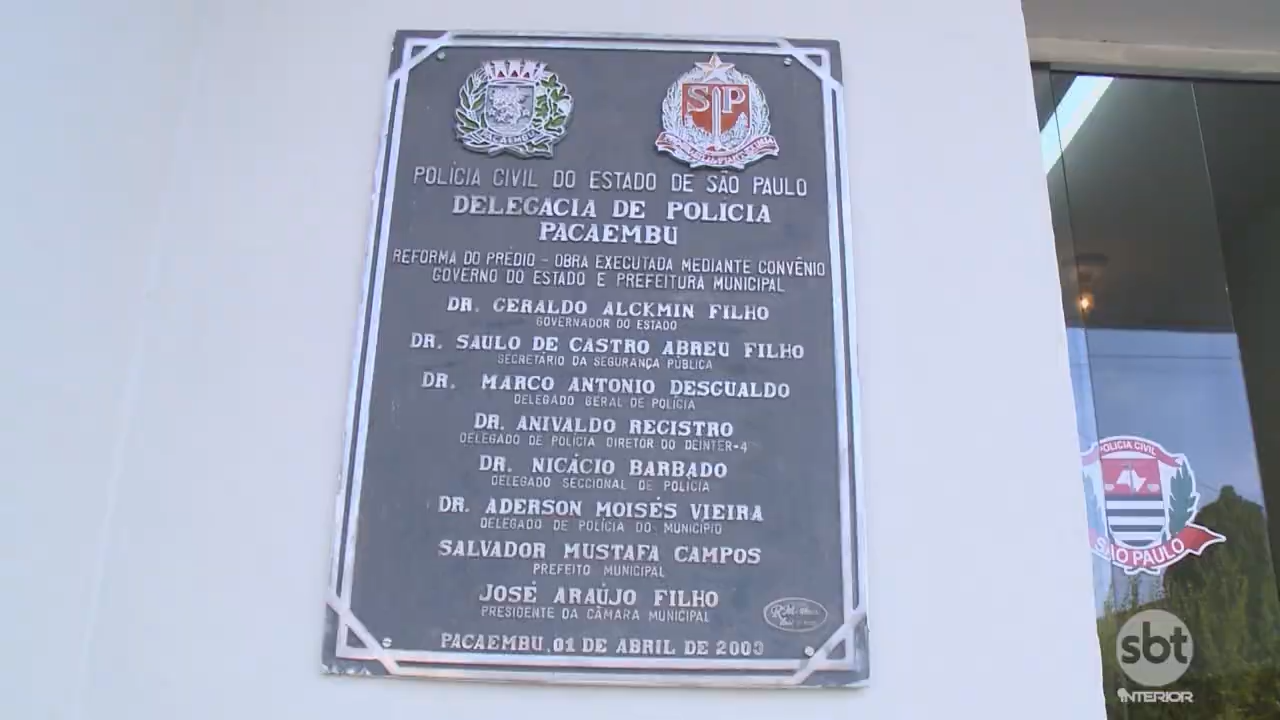 PACAEMBU
SP
POLÍCIA CIVIL DO ESTADO DE SÃO PAULO
DELEGACIA DE POLÍCIA
PACAEMBU
REFORMA DO PRÉDIO - OBRA EXECUTADA MEDIANTE CONVÊNIO
GOVERNO DO ESTADO E PREFEITURA MUNICIPAL
DR. GERALDO ALCKMIN FILHO
GOVERNADOR DO ESTADO
DR. SAULO DE CASTRO ABREU FILHO
SECRETÁRIO DA SEGURANÇA PÚBLICA
DR. MARCO ANTONIO DESGUALDO
DELEGADO GERAL DE POLÍCIA
DR. ANIVALDO REGISTRO
DELEGADO DE POLÍCIA DIRETOR DO DEINTER-4
DR. NICÁCIO BARBADO
DELEGADO SECCIONAL DE POLÍCIA
DR. ADERSON MOISÉS VIEIRA
DELEGADO DE POLÍCIA DO MUNICÍPIO
SALVADOR MUSTAFA CAMPOS
PREFEITO MUNICIPAL
JOSÉ ARAÚJO FILHO
PRESIDENTE DA CÂMARA MUNICIPAL
PACAEMBU, 01 DE ABRIL DE 2003
POLÍCIA CIVIL
SÃO PAULO
sbt
INTERIOR